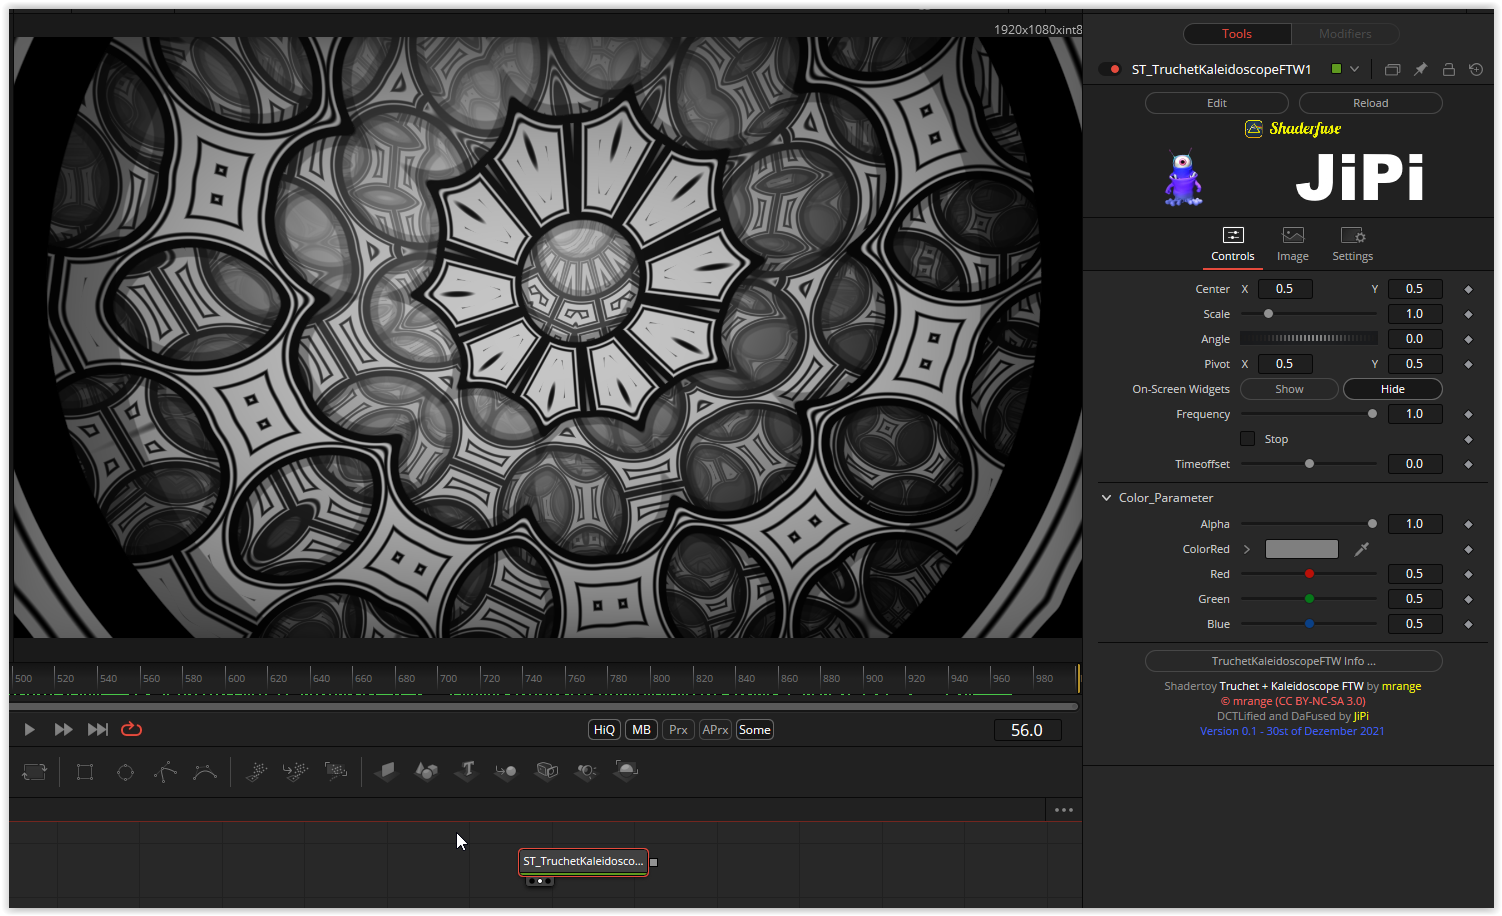 1920x1080xint8
Tools Modifiers
ST_TruchetKaleidoscopeFTW1
Edit Reload
Shaderfuse
JiPi
Controls Image Settings
Center X 0.5 Y 0.5
Scale 1.0
Angle 0.0
Pivot X 0.5 Y 0.5
On-Screen Widgets Show Hide
Frequency 1.0
Stop
Timeoffset 0.0
Color_Parameter
Alpha 1.0
ColorRed
Red 0.5
Green 0.5
Blue 0.5
TruchetKaleidoscopeFTW Info ...
Shadertoy Truchet + Kaleidoscope FTW by mrange
© mrange (CC BY-NC-SA 3.0)
DCTLified and DaFused by JiPi
Version 0.1 - 30st of Dezember 2021
500 520 540 560 580 600 620 640 660 680 700 720 740 760 780 800 820 840 860 880 900 920 940 960 980
HiQ MB Prx APrx Some 56.0
ST_TruchetKaleidosco...